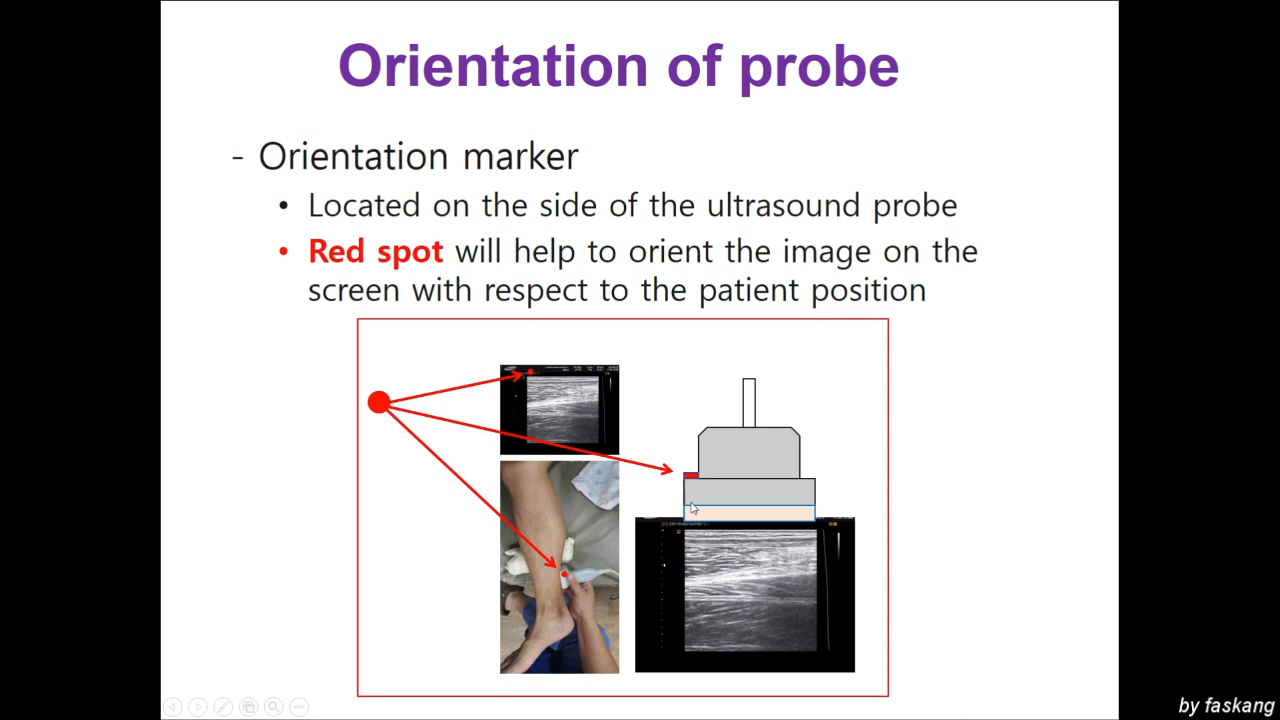 Orientation of probe
- Orientation marker
• Located on the side of the ultrasound probe
• Red spot will help to orient the image on the
screen with respect to the patient position
by faskang